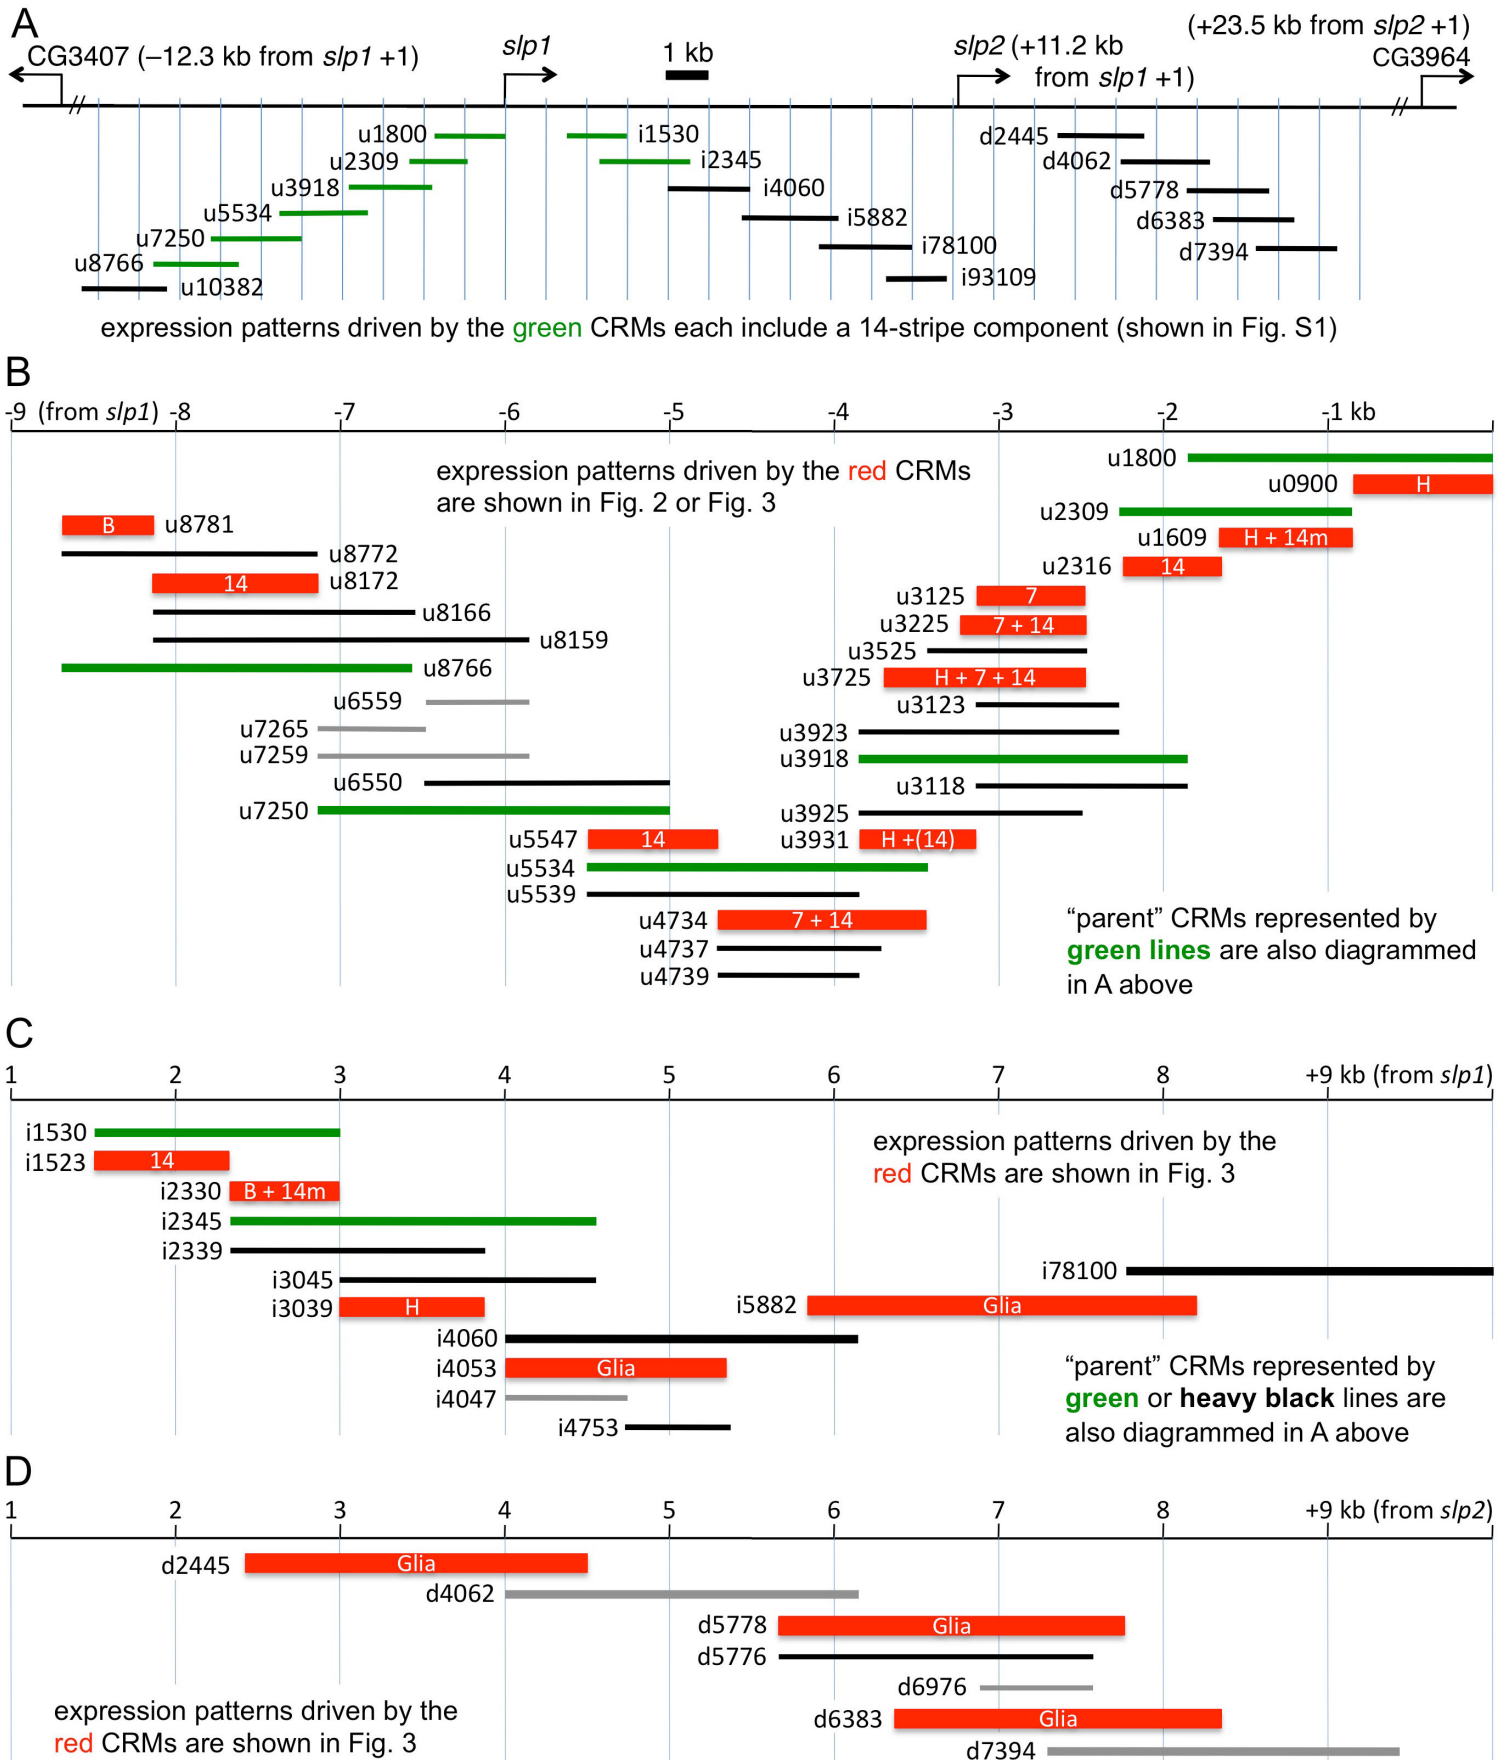 A
CG3407 (–12.3 kb from slp1 +1)
slp1
1 kb
slp2 (+11.2 kb
from slp1 +1)
(+23.5 kb from slp2 +1)
CG3964
u1800
i1530
d2445
u2309
i2345
d4062
u3918
i4060
d5778
u5534
i5882
d6383
u7250
i78100
d7394
u8766
i93109
u10382
expression patterns driven by the green CRMs each include a 14-stripe component (shown in Fig. S1)
B
-9 (from slp1) -8 -7 -6 -5 -4 -3 -2 -1 kb
expression patterns driven by the red CRMs
are shown in Fig. 2 or Fig. 3
u1800
u0900 H
u2309
u1609 H + 14m
u2316 14
B u8781
u8772
14 u8172
u8166
u8159
u8766
u3125 7
u3225 7 + 14
u3525
u3725 H + 7 + 14
u3123
u3923
u3918
u3118
u3925
u3931 H +(14)
u6559
u7265
u7259
u6550
u7250
u5547 14
u5534
u5539
u4734 7 + 14
u4737
u4739
“parent” CRMs represented by
green lines are also diagrammed
in A above
C
1 2 3 4 5 6 7 8 +9 kb (from slp1)
i1530
i1523 14
i2330 B + 14m
i2345
i2339
i3045
i3039 H
i4060
i4053 Glia
i4047
i4753
expression patterns driven by the
red CRMs are shown in Fig. 3
i78100
i5882 Glia
“parent” CRMs represented by
green or heavy black lines are
also diagrammed in A above
D
1 2 3 4 5 6 7 8 +9 kb (from slp2)
d2445 Glia
d4062
d5778 Glia
d5776
d6976
d6383 Glia
d7394
expression patterns driven by the
red CRMs are shown in Fig. 3